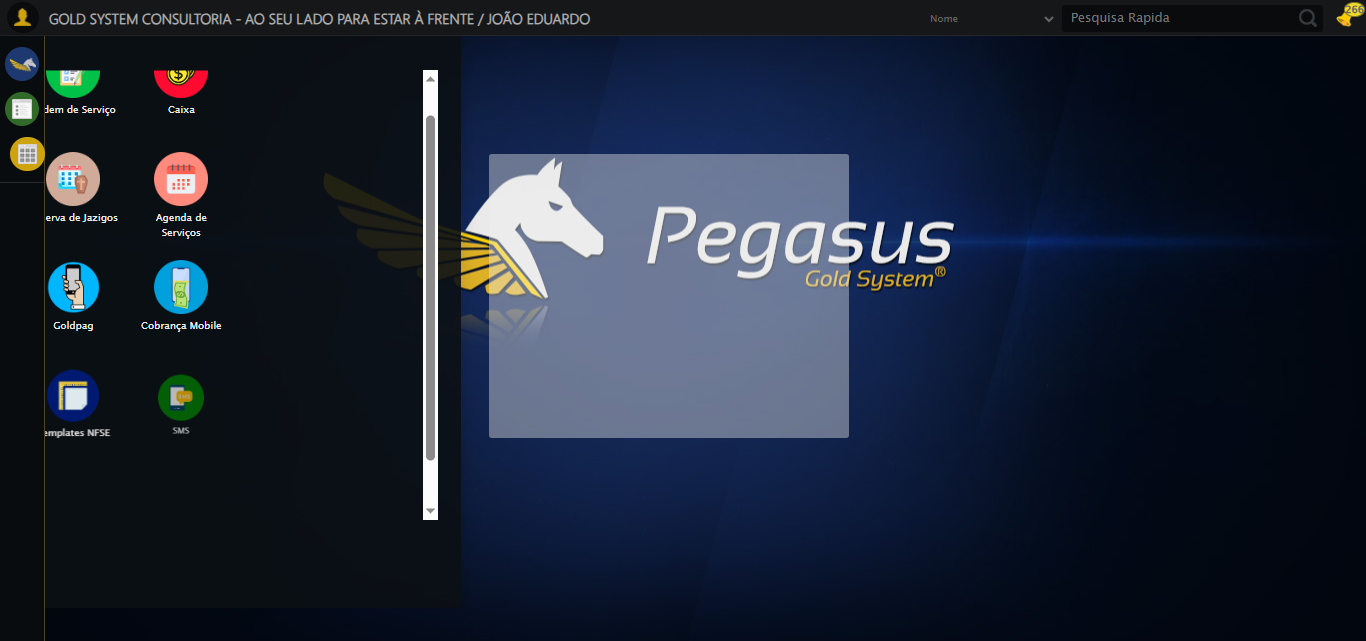 GOLD SYSTEM CONSULTORIA - AO SEU LADO PARA ESTAR À FRENTE / JOÃO EDUARDO
Nome
Pesquisa Rapida
266
dem de Serviço
Caixa
erva de Jazigos
Agenda de
Serviços
Pegasus
Gold System®
Goldpag
Cobrança Mobile
emplates NFSE
SMS